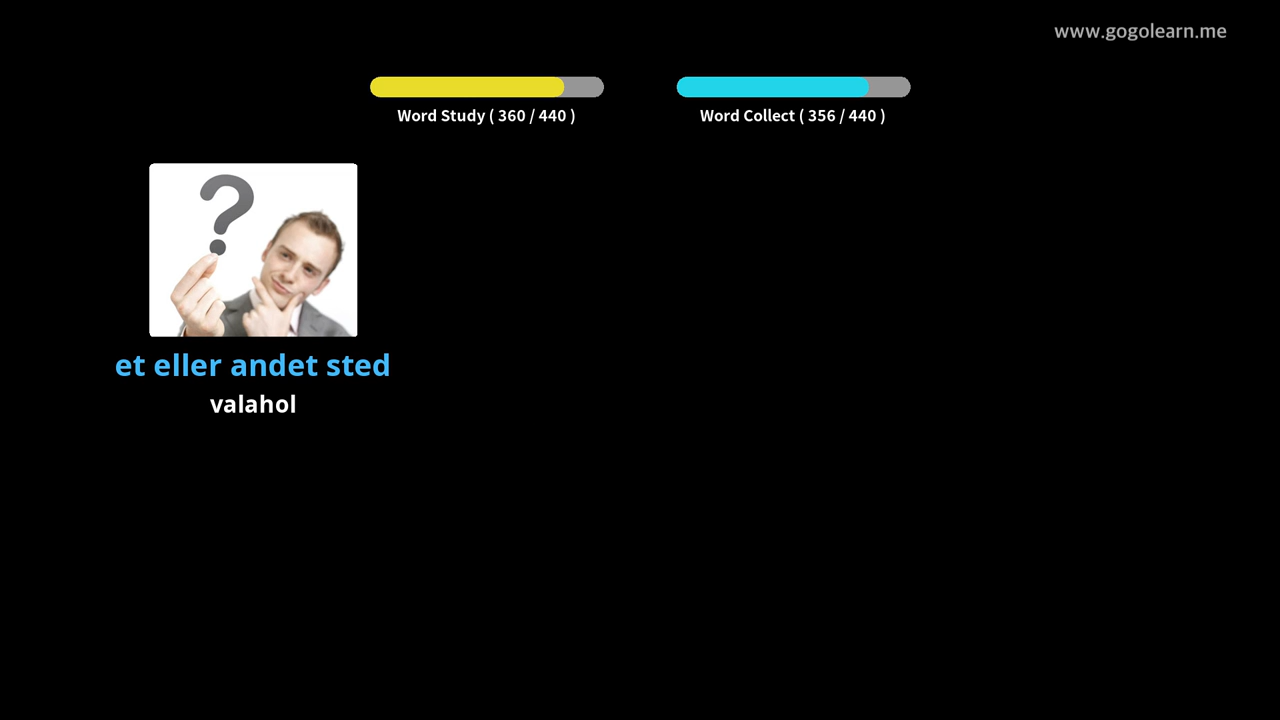 www.gogolearn.me
Word Study ( 360 / 440 )
Word Collect ( 356 / 440 )
?
et eller andet sted
valahol